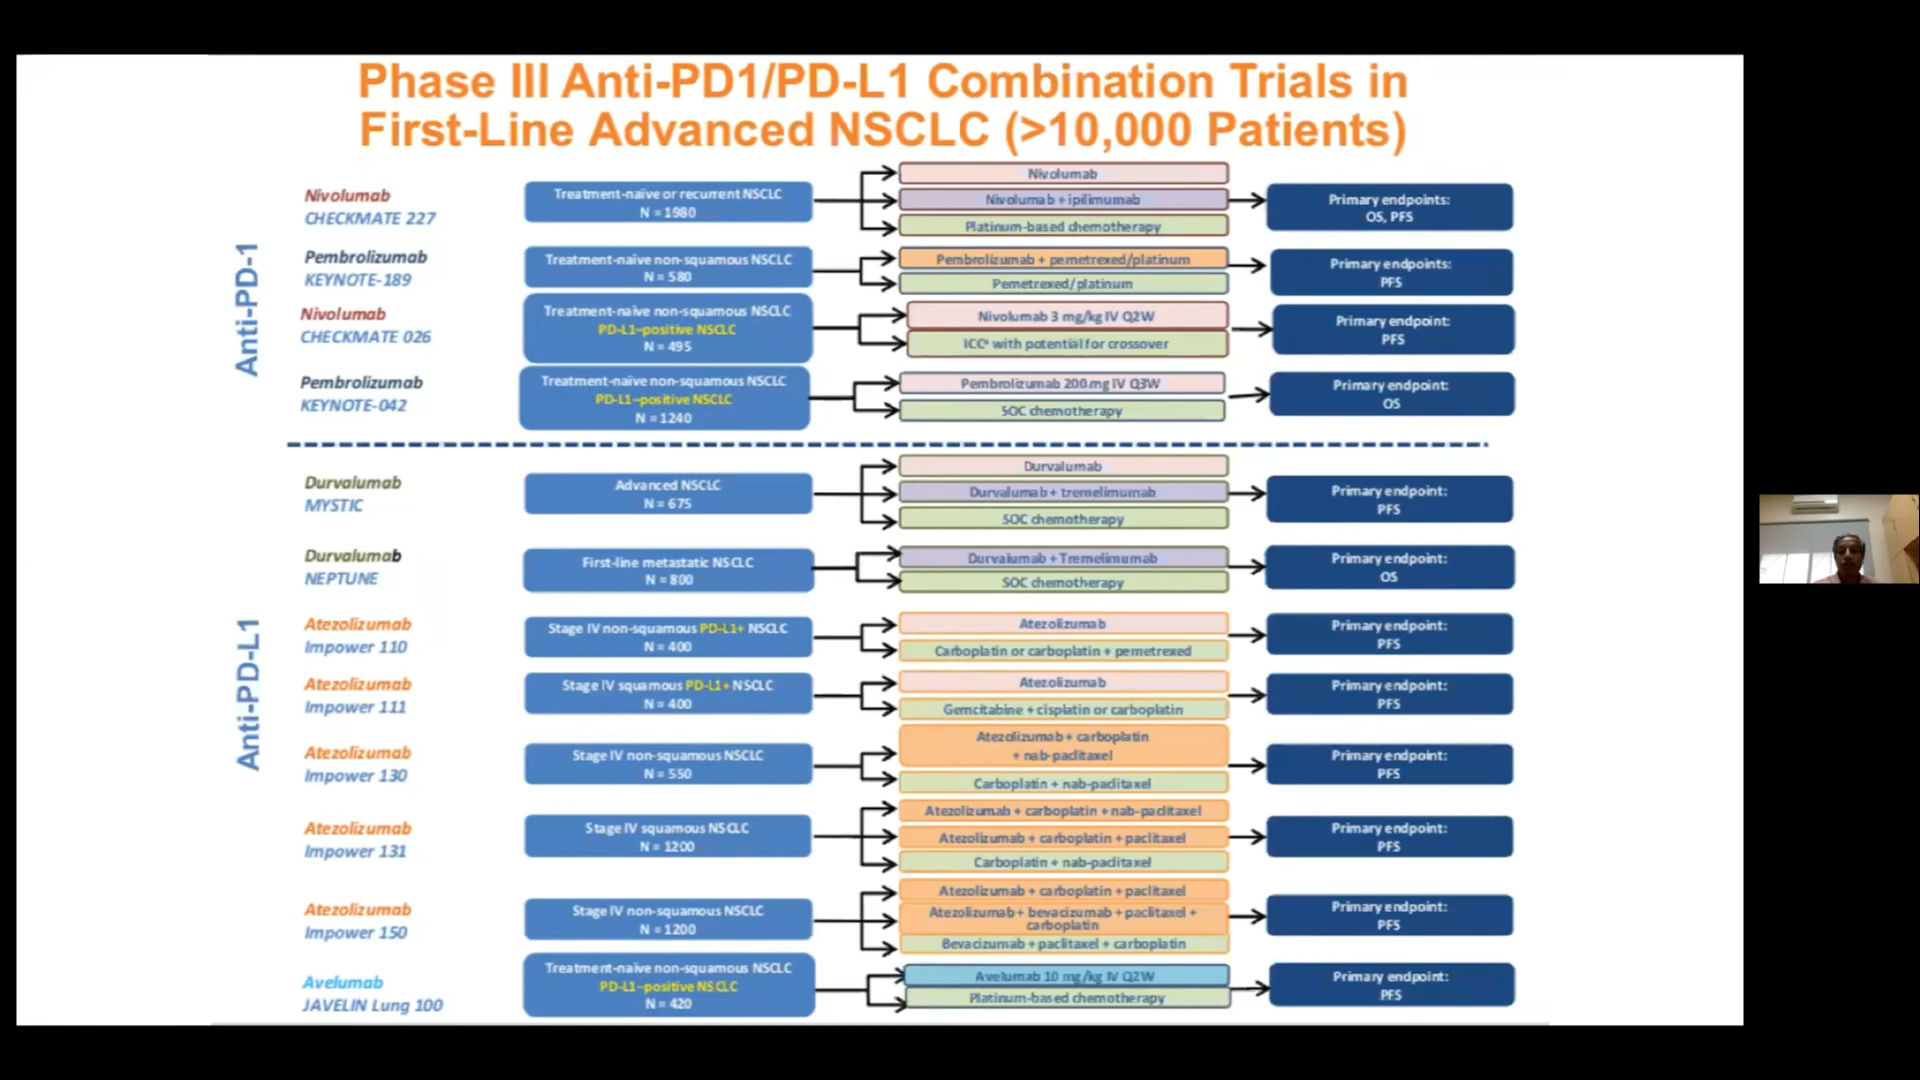 Phase III Anti-PD1/PD-L1 Combination Trials in
First-Line Advanced NSCLC (>10,000 Patients)
Anti-PD-1
Nivolumab
CHECKMATE 227
Treatment-naïve or recurrent NSCLC
N = 1980
Nivolumab
Nivolumab + ipilimumab
Platinum-based chemotherapy
Primary endpoints:
OS, PFS
Pembrolizumab
KEYNOTE-189
Treatment-naïve non-squamous NSCLC
N = 580
Pembrolizumab + pemetrexed/platinum
Pemetrexed/platinum
Primary endpoints:
PFS
Nivolumab
CHECKMATE 026
Treatment-naïve non-squamous NSCLC
PD-L1–positive NSCLC
N = 495
Nivolumab 3 mg/kg IV Q2W
ICCª with potential for crossover
Primary endpoint:
PFS
Pembrolizumab
KEYNOTE-042
Treatment-naïve non-squamous NSCLC
PD-L1–positive NSCLC
N = 1240
Pembrolizumab 200 mg IV Q3W
SOC chemotherapy
Primary endpoint:
OS
Anti-PD-L1
Durvalumab
MYSTIC
Advanced NSCLC
N = 675
Durvalumab
Durvalumab + tremelimumab
SOC chemotherapy
Primary endpoint:
PFS
Durvalumab
NEPTUNE
First-line metastatic NSCLC
N = 800
Durvalumab + Tremelimumab
SOC chemotherapy
Primary endpoint:
OS
Atezolizumab
Impower 110
Stage IV non-squamous PD-L1+ NSCLC
N = 400
Atezolizumab
Carboplatin or carboplatin + pemetrexed
Primary endpoint:
PFS
Atezolizumab
Impower 111
Stage IV squamous PD-L1+ NSCLC
N = 400
Atezolizumab
Gemcitabine + cisplatin or carboplatin
Primary endpoint:
PFS
Atezolizumab
Impower 130
Stage IV non-squamous NSCLC
N = 550
Atezolizumab + carboplatin
+ nab-paclitaxel
Carboplatin + nab-paclitaxel
Primary endpoint:
PFS
Atezolizumab
Impower 131
Stage IV squamous NSCLC
N = 1200
Atezolizumab + carboplatin + nab-paclitaxel
Atezolizumab + carboplatin + paclitaxel
Carboplatin + nab-paclitaxel
Primary endpoint:
PFS
Atezolizumab
Impower 150
Stage IV non-squamous NSCLC
N = 1200
Atezolizumab + carboplatin + paclitaxel
Atezolizumab + bevacizumab + paclitaxel +
carboplatin
Bevacizumab + paclitaxel + carboplatin
Primary endpoint:
PFS
Avelumab
JAVELIN Lung 100
Treatment-naïve non-squamous NSCLC
PD-L1–positive NSCLC
N = 420
Avelumab 10 mg/kg IV Q2W
Platinum-based chemotherapy
Primary endpoint:
PFS